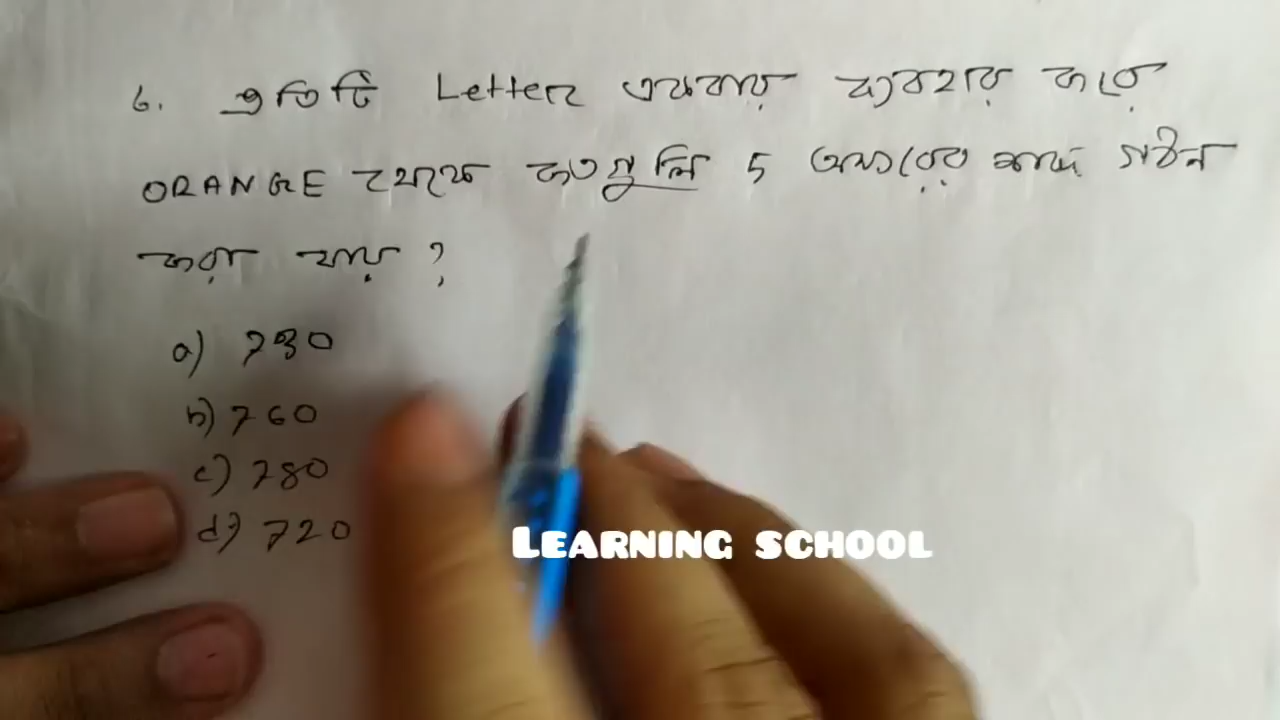 6. প্রতিটি Letter একবার ব্যবহার করে
ORANGE থেকে কতগুলি 5 অক্ষরের শব্দ গঠন
করা যায় ?
a) 730
b) 760
c) 780
d) 720
LEARNING SCHOOL